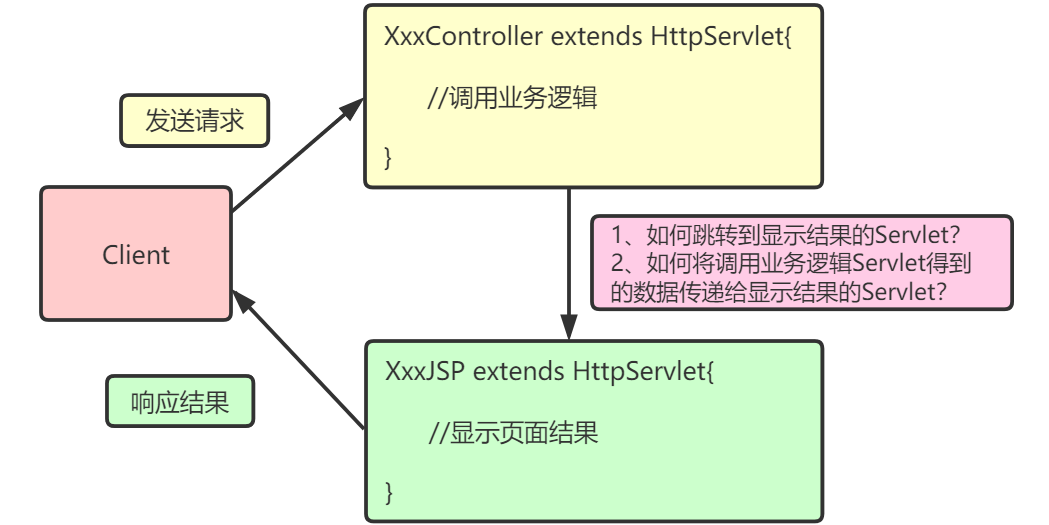 XxxController extends HttpServlet{
//调用业务逻辑
}
发送请求
Client
1、如何跳转到显示结果的Servlet？
2、如何将调用业务逻辑Servlet得到
的数据传递给显示结果的Servlet？
XxxJSP extends HttpServlet{
//显示页面结果
}
响应结果